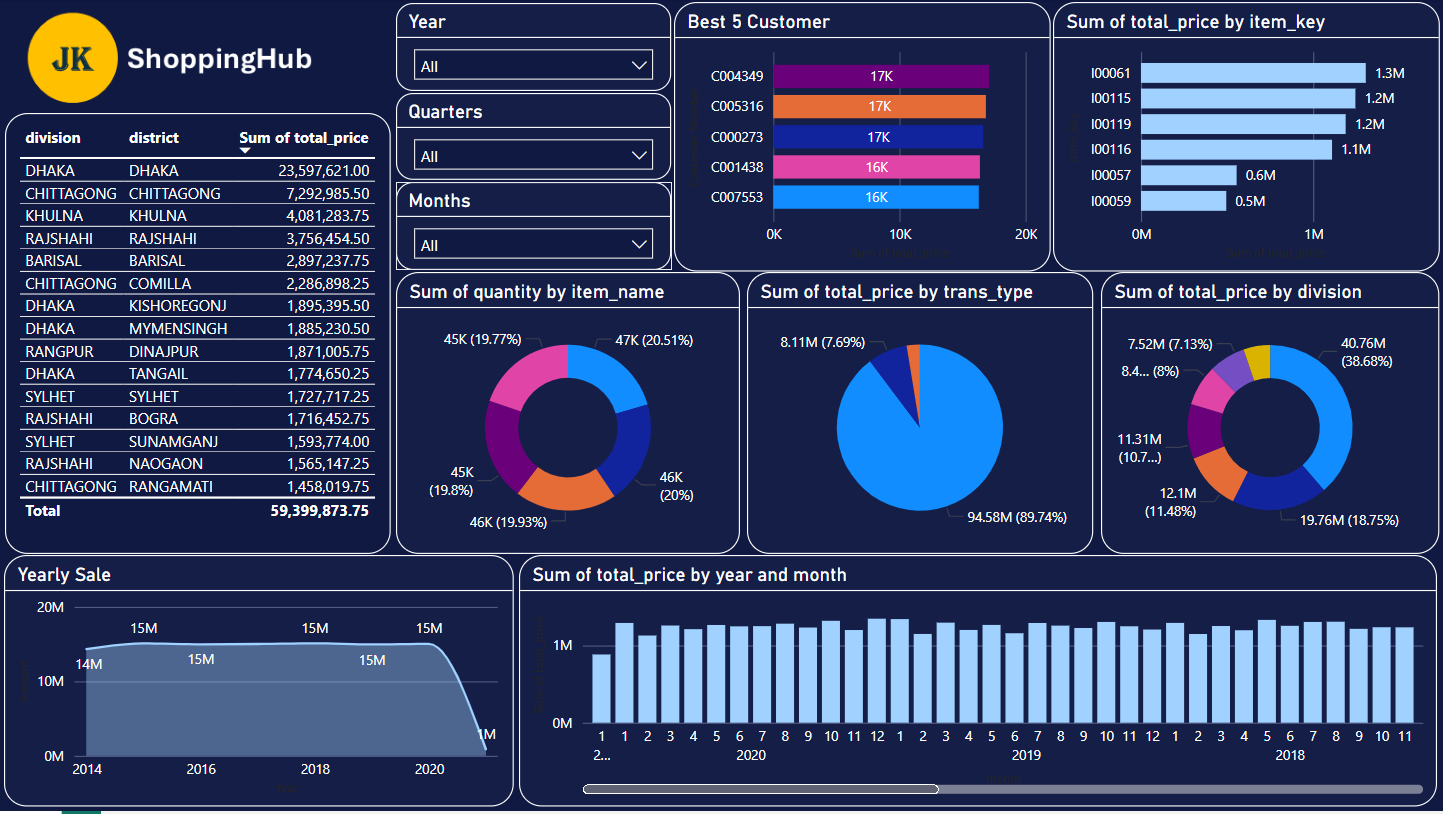 JK
ShoppingHub
division district Sum of total_price
DHAKA DHAKA 23,597,621.00
CHITTAGONG CHITTAGONG 7,292,985.50
KHULNA KHULNA 4,081,283.75
RAJSHAHI RAJSHAHI 3,756,454.50
BARISAL BARISAL 2,897,237.75
CHITTAGONG COMILLA 2,286,898.25
DHAKA KISHOREGONJ 1,895,395.50
DHAKA MYMENSINGH 1,885,230.50
RANGPUR DINAJPUR 1,871,005.75
DHAKA TANGAIL 1,774,650.25
SYLHET SYLHET 1,727,717.25
RAJSHAHI BOGRA 1,716,452.75
SYLHET SUNAMGANJ 1,593,774.00
RAJSHAHI NAOGAON 1,565,147.25
CHITTAGONG RANGAMATI 1,458,019.75
Total 59,399,873.75
Year
All
Quarters
All
Months
All
Best 5 Customer
C004349 17K
C005316 17K
C000273 17K
C001438 16K
C007553 16K
0K 10K 20K
Sum of total_price by item_key
I00061 1.3M
I00115 1.2M
I00119 1.2M
I00116 1.1M
I00057 0.6M
I00059 0.5M
0M 1M
Sum of quantity by item_name
45K (19.77%) 47K (20.51%)
45K
(19.8%)
46K
(20%)
46K (19.93%)
Sum of total_price by trans_type
8.11M (7.69%)
94.58M (89.74%)
Sum of total_price by division
7.52M (7.13%)
40.76M
(38.68%)
8.4... (8%)
11.31M
(10.7...)
12.1M
(11.48%)
19.76M (18.75%)
Yearly Sale
20M
15M 15M 15M
14M 15M 15M
10M
1M
0M
2014 2016 2018 2020
Sum of total_price by year and month
1M
0M
1 1 2 3 4 5 6 7 8 9 10 11 12 1 2 3 4 5 6 7 8 9 10 11 12 1 2 3 4 5 6 7 8 9 10 11
2... 2020 2019 2018